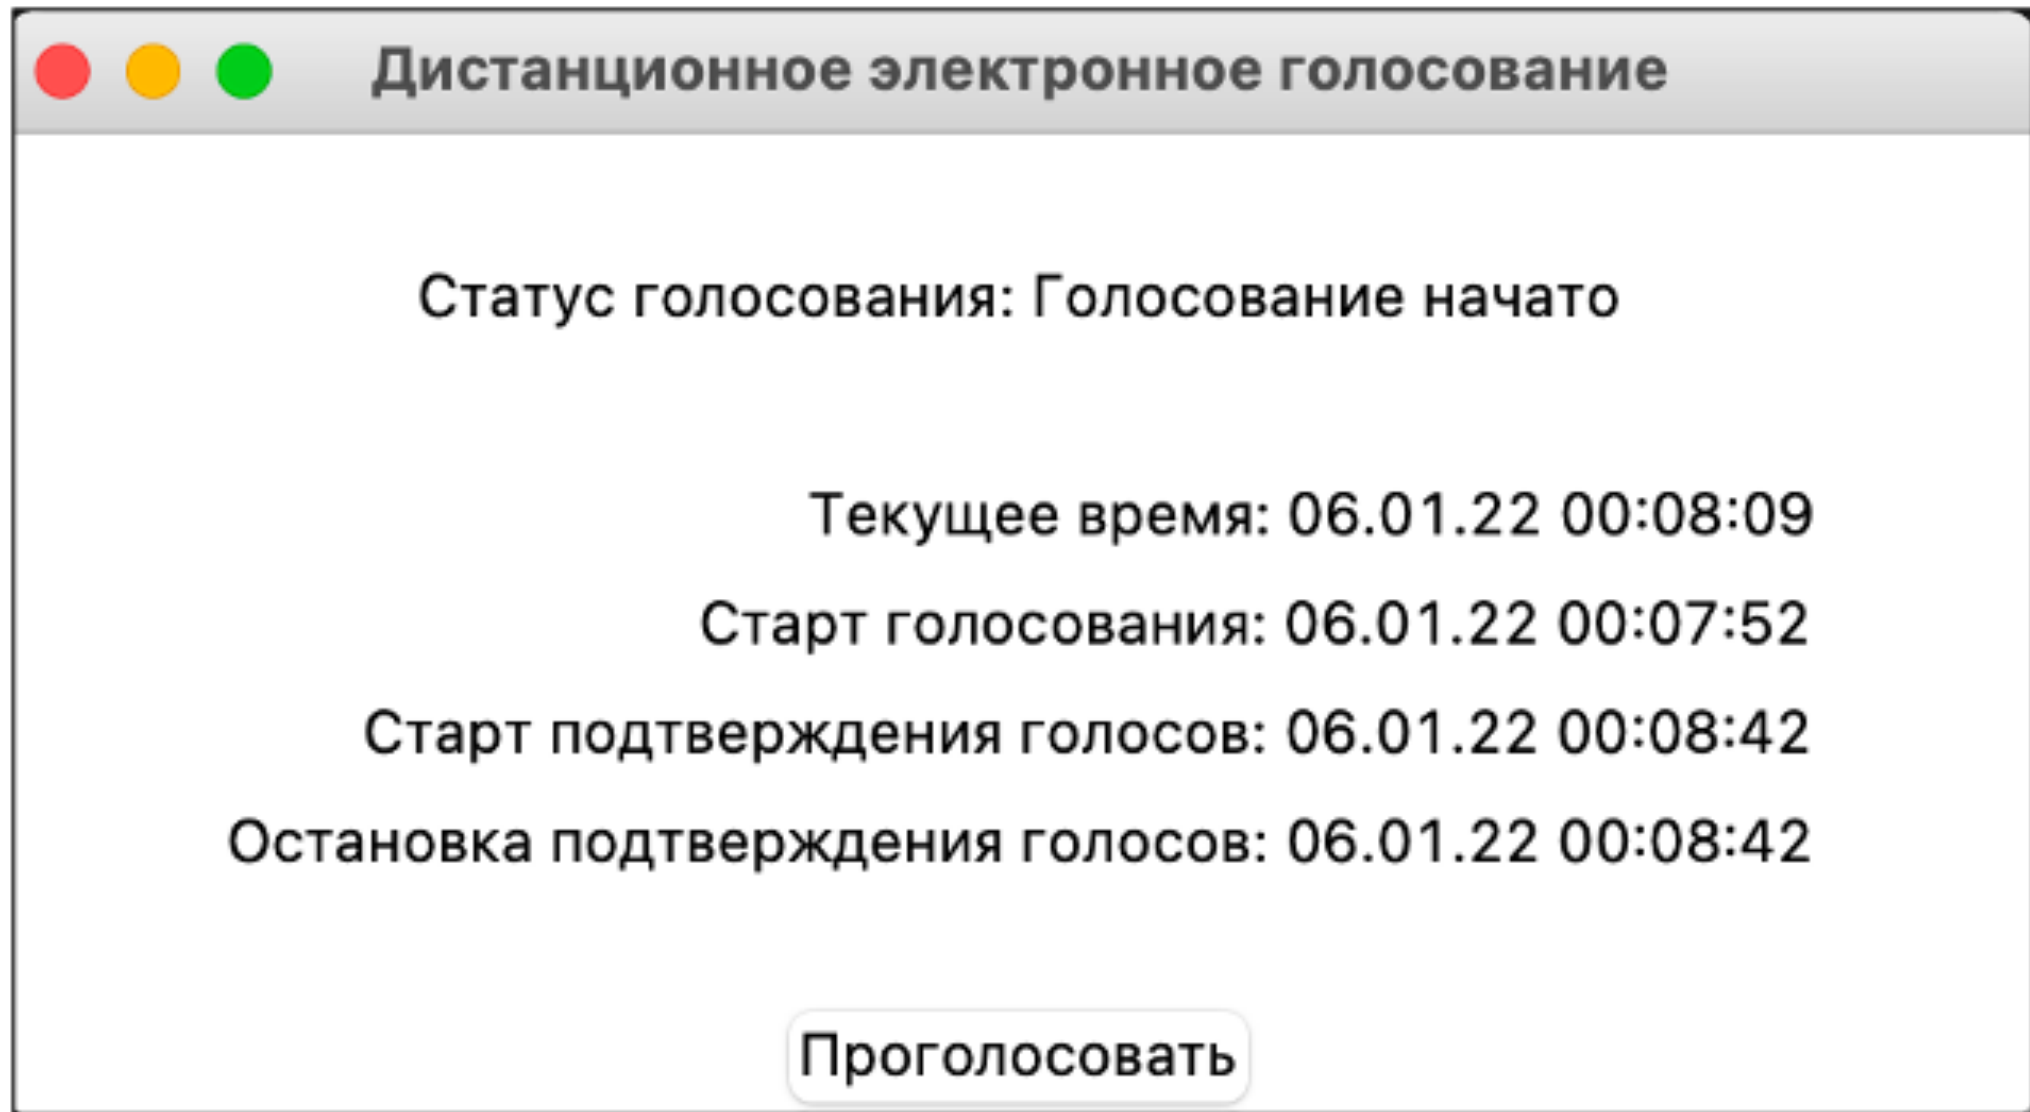 Дистанционное электронное голосование
Статус голосования: Голосование начато
Текущее время: 06.01.22 00:08:09
Старт голосования: 06.01.22 00:07:52
Старт подтверждения голосов: 06.01.22 00:08:42
Остановка подтверждения голосов: 06.01.22 00:08:42
Проголосовать